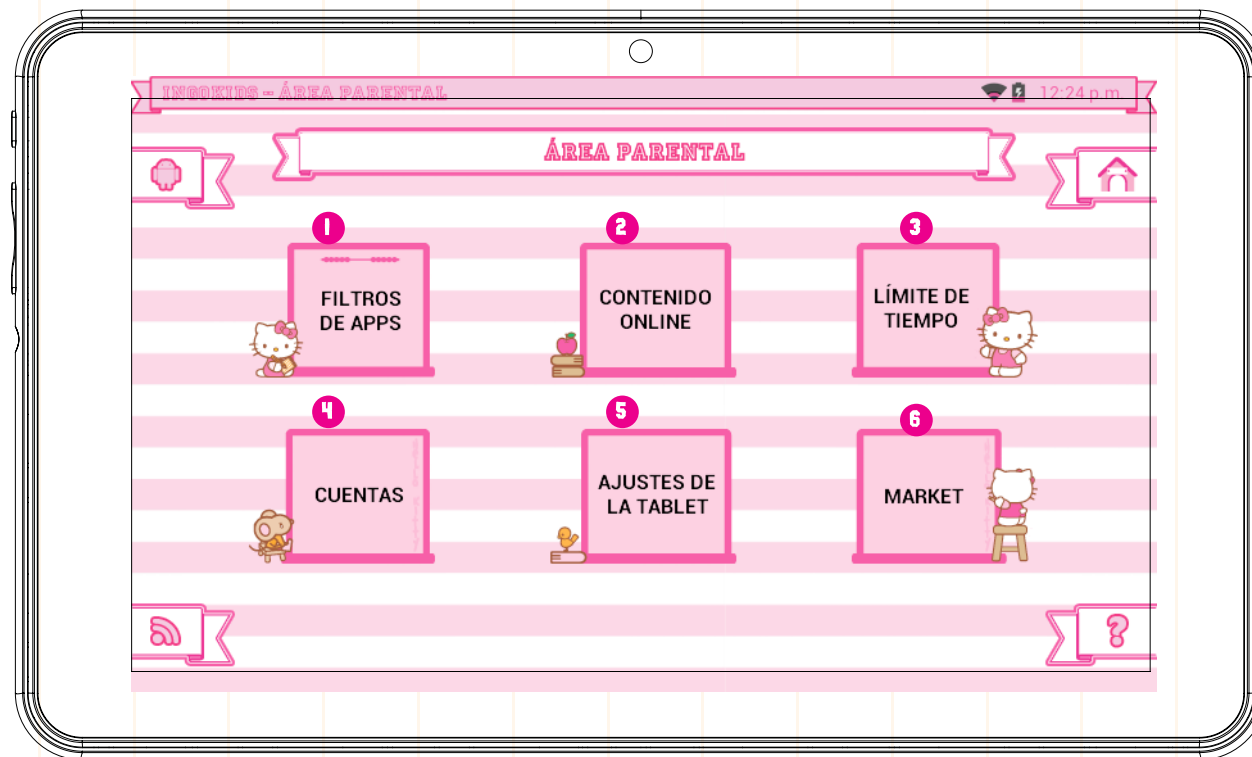 INGOKIDS - ÁREA PARENTAL
12:24 p.m.
ÁREA PARENTAL
1
2
3
FILTROS
DE APPS
CONTENIDO
ONLINE
LÍMITE DE
TIEMPO
4
5
6
CUENTAS
AJUSTES DE
LA TABLET
MARKET
?